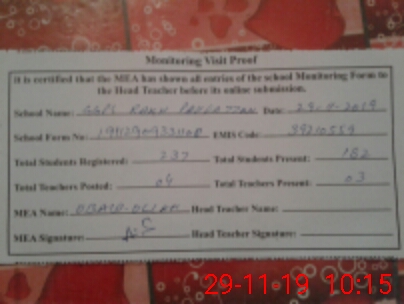 Monitoring Visit Proof
it is certified that the MEA has shown all entries of the school Monitoring Form to
the Head Teacher before its online submission.
School Name: GGPS Date:
School Form No: EMIS Code:
Total Students Registered: 237 Total Students Present: 182
Total Teachers Posted: 04 Total Teachers Present: 03
MEA Name: Head Teacher Name:
MEA Signature: Head Teacher Signature:
29-11-19 10:15